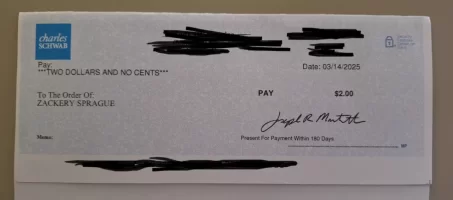 charles
SCHWAB
Pay:
***TWO DOLLARS AND NO CENTS***
Date: 03/14/2025
To The Order Of:
ZACKERY SPRAGUE
PAY $2.00
Memo:
Present For Payment Within 180 Days
MP